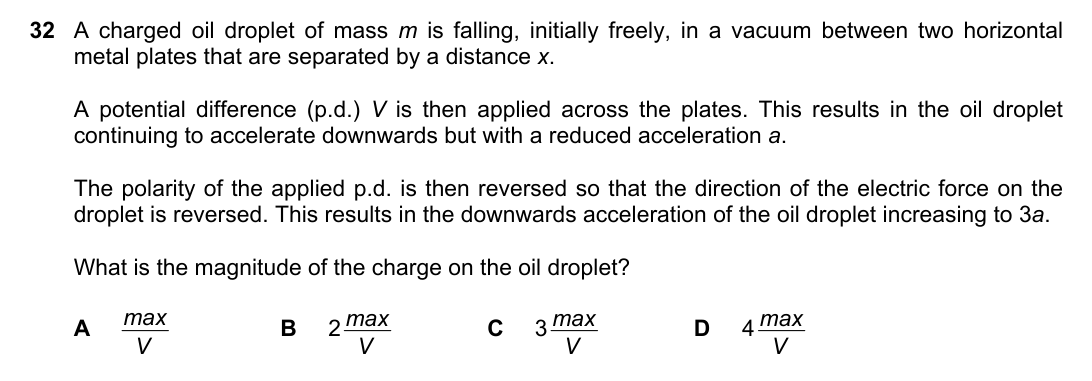 32 A charged oil droplet of mass m is falling, initially freely, in a vacuum between two horizontal
metal plates that are separated by a distance x.
A potential difference (p.d.) V is then applied across the plates. This results in the oil droplet
continuing to accelerate downwards but with a reduced acceleration a.
The polarity of the applied p.d. is then reversed so that the direction of the electric force on the
droplet is reversed. This results in the downwards acceleration of the oil droplet increasing to 3a.
What is the magnitude of the charge on the oil droplet?
A max/V B 2 max/V C 3 max/V D 4 max/V